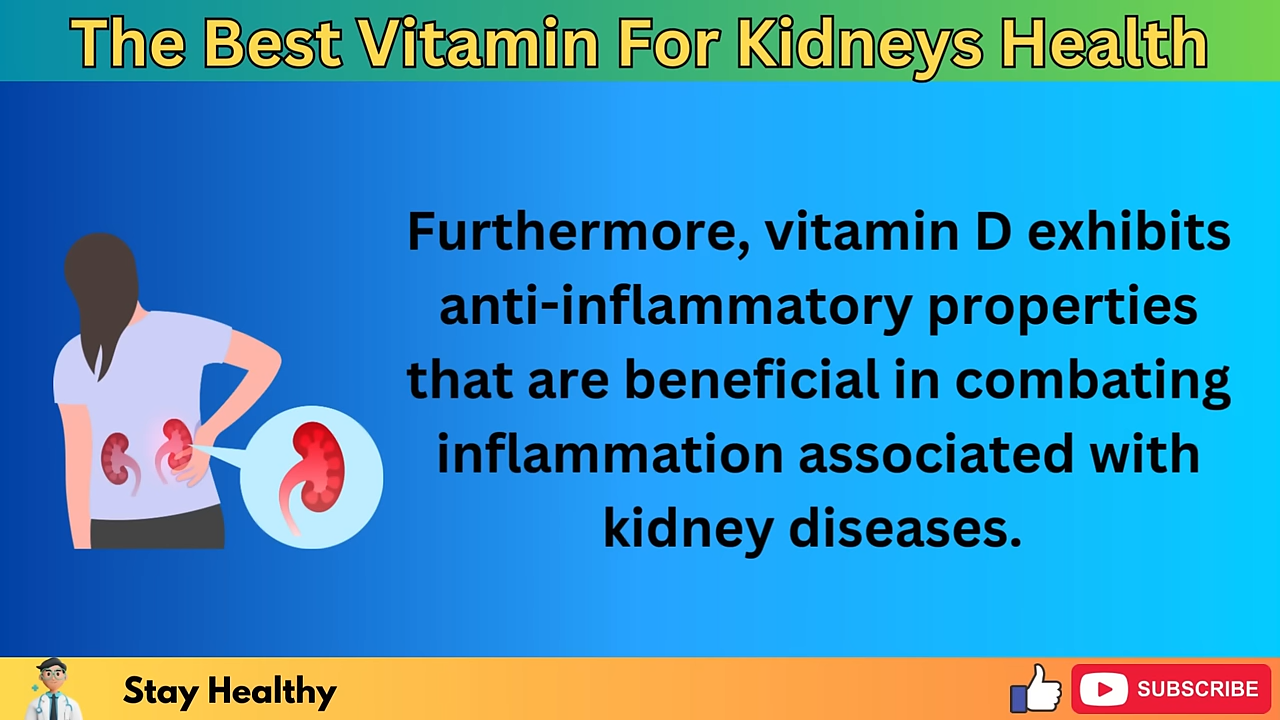 The Best Vitamin For Kidneys Health
Furthermore, vitamin D exhibits
anti-inflammatory properties
that are beneficial in combating
inflammation associated with
kidney diseases.
Stay Healthy
SUBSCRIBE